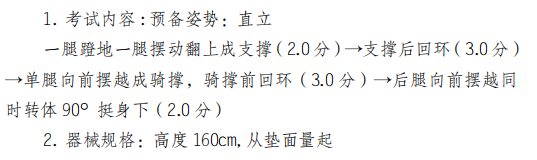 1. 考试内容：预备姿势：直立
一腿蹬地一腿摆动翻上成支撑（2.0分）→支撑后回环（3.0分）
→单腿向前摆越成骑撑，骑撑前回环（3.0分）→后腿向前摆越同
时转体90° 挺身下（2.0分）
2. 器械规格：高度160cm,从垫面量起